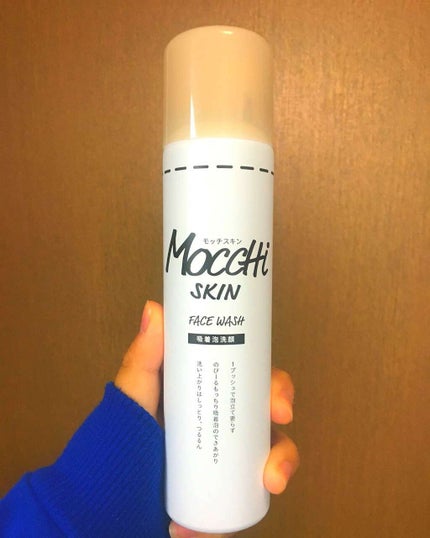 モッチスキン
MOCCHi
SKIN
FACE WASH
吸着泡洗顔
1プッシュで泡立て要らず
のび～るもっちり吸着泡のできあがり
洗い上がりはしっとり、つるるん